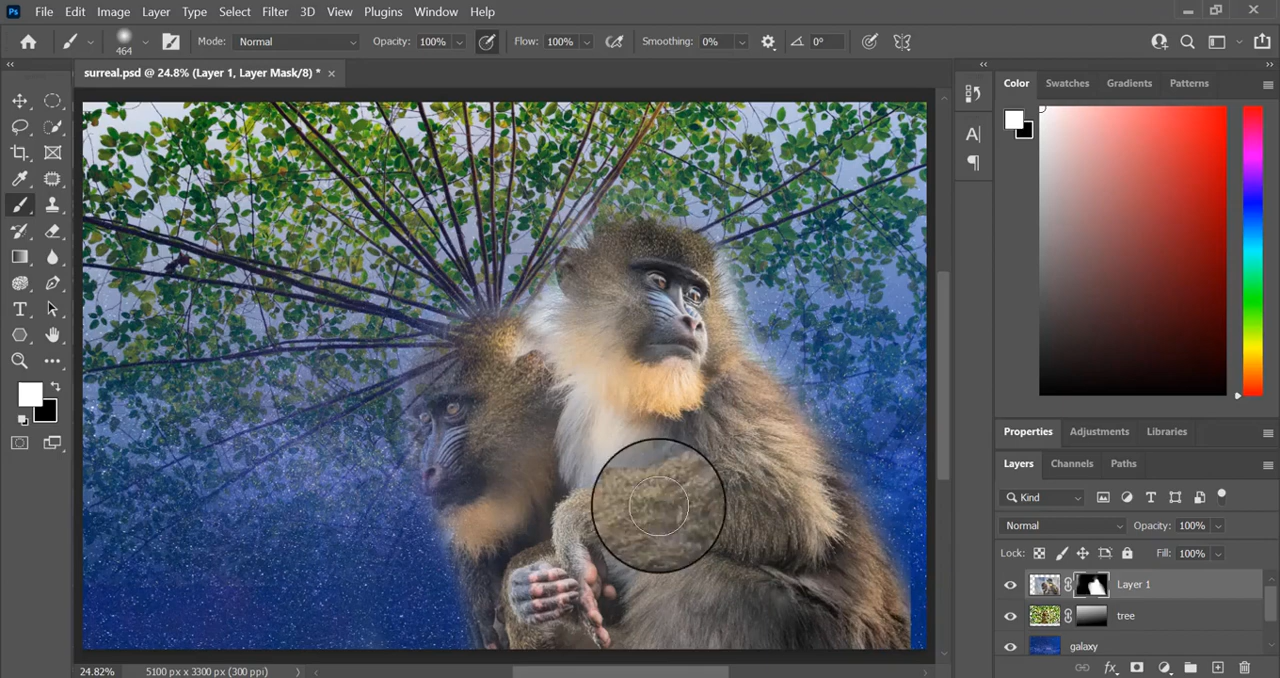 Ps File Edit Image Layer Type Select Filter 3D View Plugins Window Help
464 Mode: Normal Opacity: 100% Flow: 100% Smoothing: 0% 0°
surreal.psd @ 24.8% (Layer 1, Layer Mask/8) *
Color Swatches Gradients Patterns
A
T
Properties Adjustments Libraries
Layers Channels Paths
Kind T
Normal Opacity: 100%
Lock: Fill: 100%
Layer 1
tree
galaxy
fx
24.82% 5100 px x 3300 px (300 ppi)